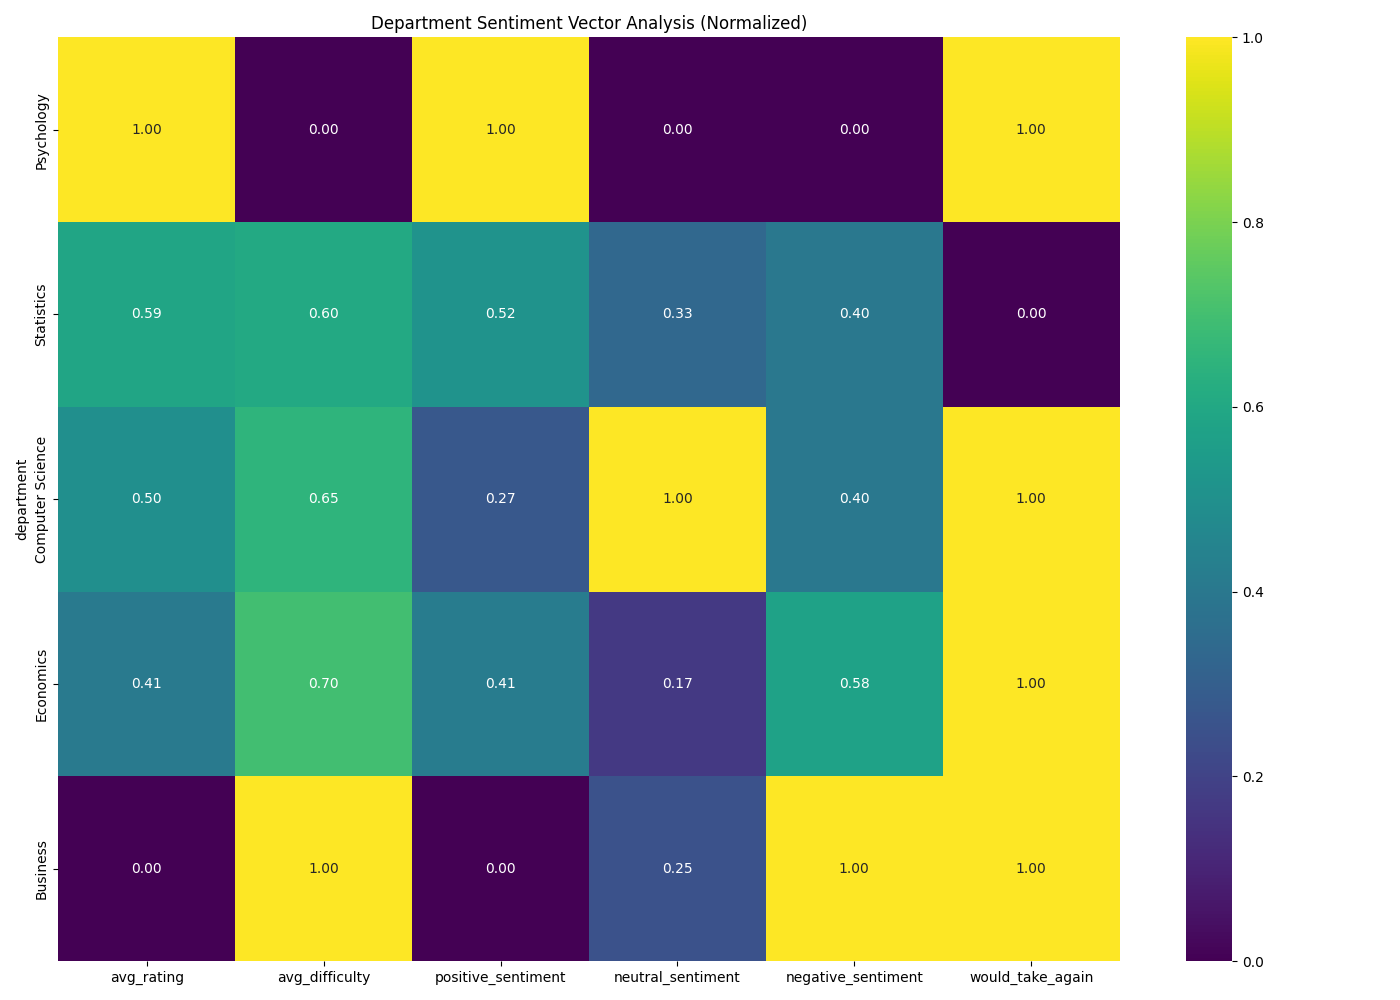 Department Sentiment Vector Analysis (Normalized)
department
Psychology
1.00 0.00 1.00 0.00 0.00 1.00
Statistics
0.59 0.60 0.52 0.33 0.40 0.00
Computer Science
0.50 0.65 0.27 1.00 0.40 1.00
Economics
0.41 0.70 0.41 0.17 0.58 1.00
Business
0.00 1.00 0.00 0.25 1.00 1.00
avg_rating avg_difficulty positive_sentiment neutral_sentiment negative_sentiment would_take_again
1.0
0.8
0.6
0.4
0.2
0.0